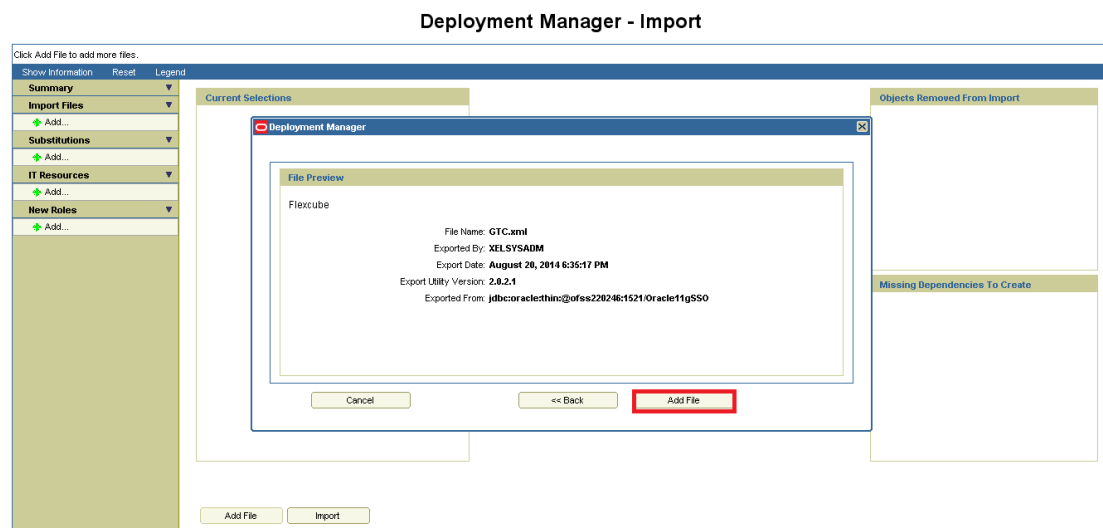 Deployment Manager - Import
Click Add File to add more files.
Show Information Reset Legend
Summary
Import Files
Add...
Substitutions
Add...
IT Resources
Add...
New Roles
Add...
Current Selections
Objects Removed From Import
Deployment Manager
File Preview
Flexcube
File Name: GTC.xml
Exported By: XELSYSADM
Export Date: August 20, 2014 6:35:17 PM
Export Utility Version: 2.0.2.1
Exported From: jdbc:oracle:thin:@ofss220246:1521/Oracle11gSSO
Cancel << Back Add File
Missing Dependencies To Create
Add File Import